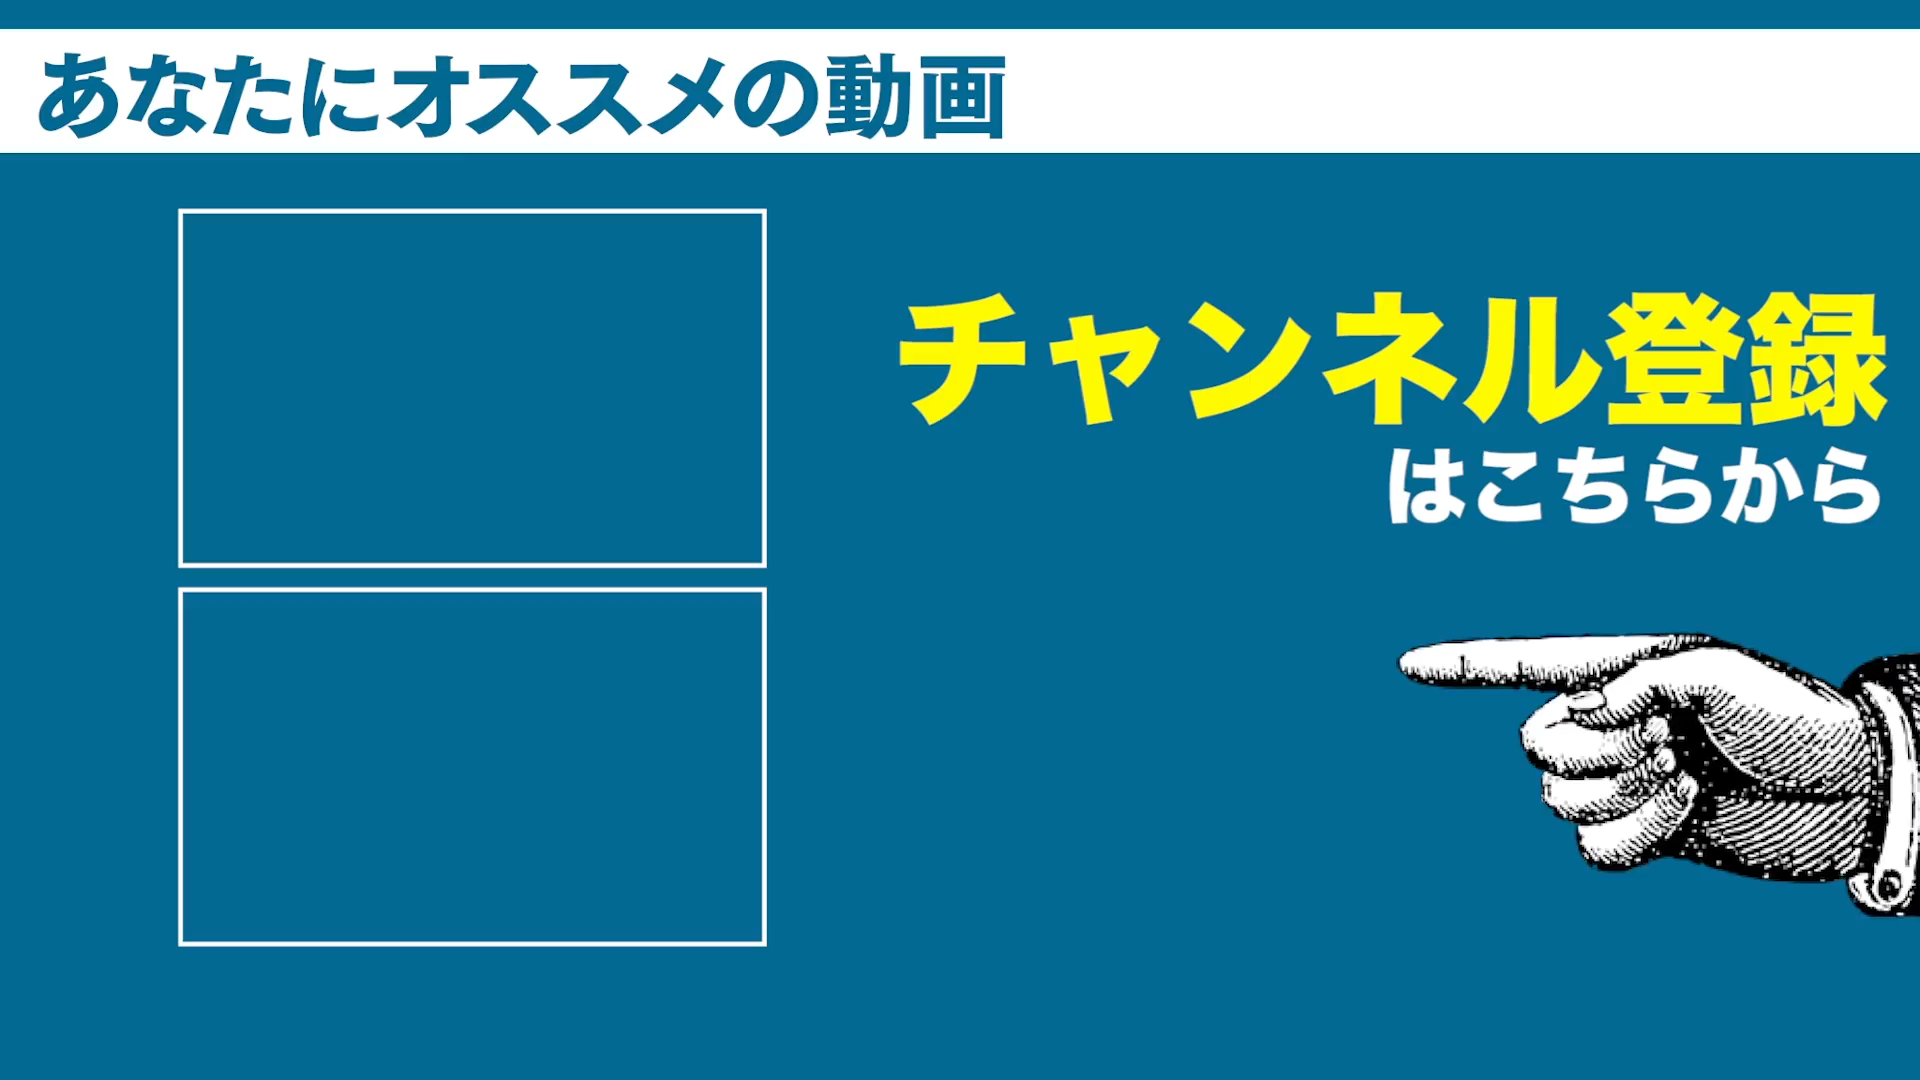 あなたにオススメの動画
チャンネル登録
はこちらから